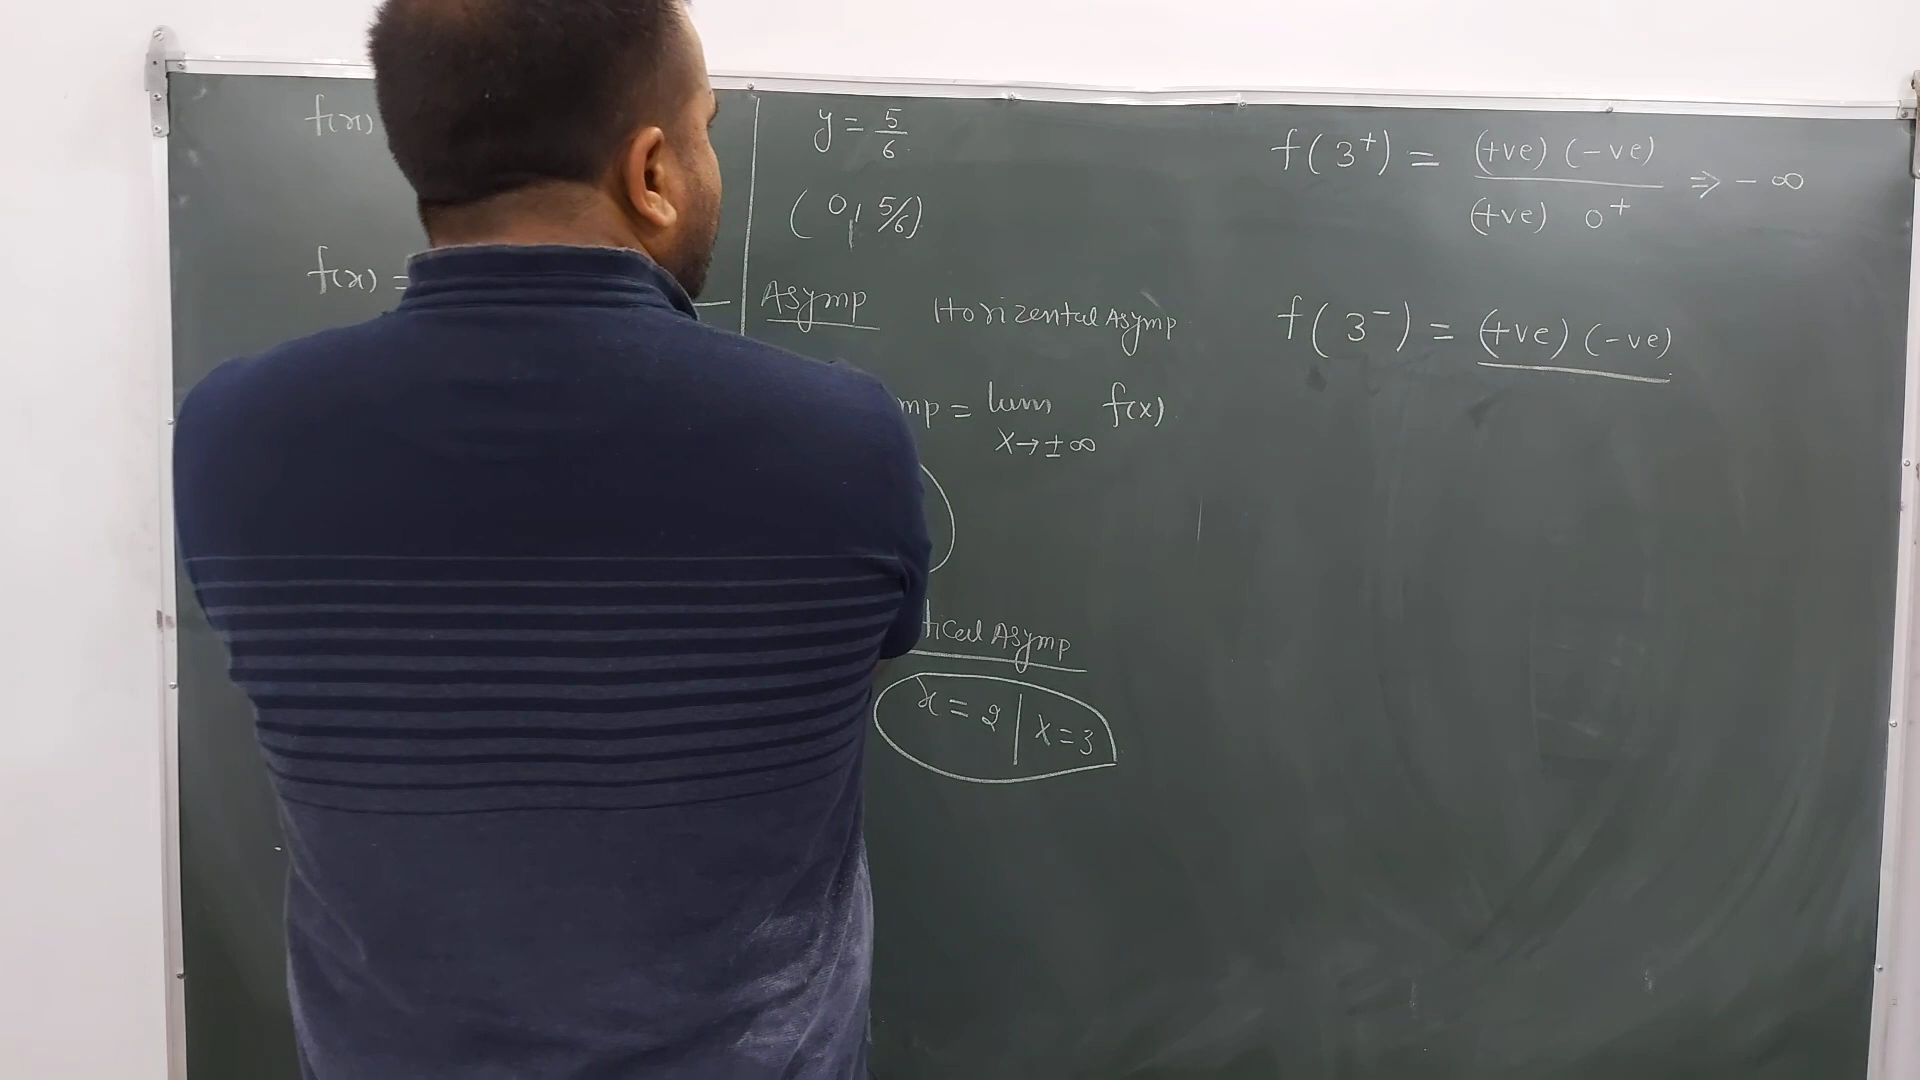 f(x)
f(x) =
y = 5/6
(0, 5/6)
Asymp
Horizental Asymp
mp = lim f(x)
x→±∞
tical Asymp
x = 2 | x = 3
f(3⁺) = (+ve) (-ve) / (+ve) 0⁺ ⇒ - ∞
f(3⁻) = (+ve) (-ve)